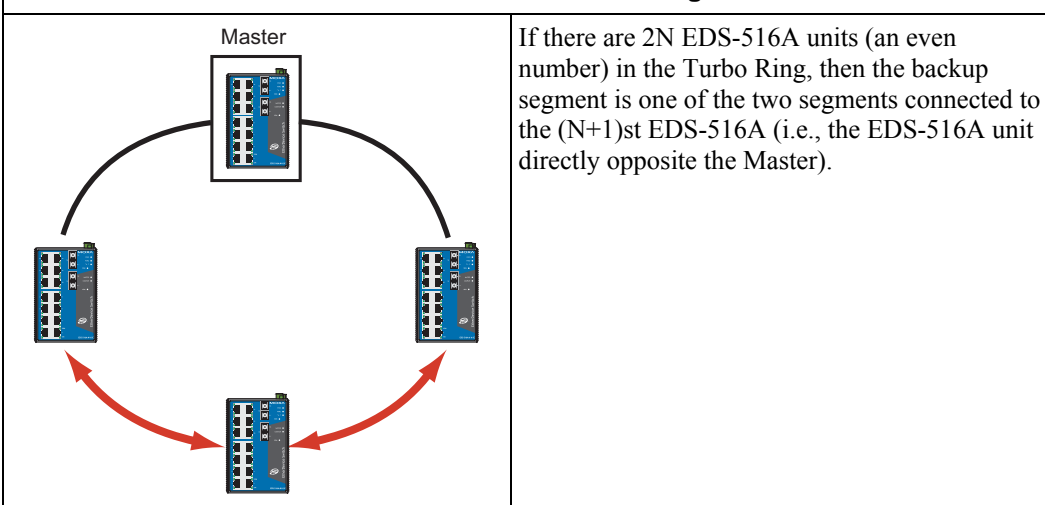 Master
If there are 2N EDS-516A units (an even
number) in the Turbo Ring, then the backup
segment is one of the two segments connected to
the (N+1)st EDS-516A (i.e., the EDS-516A unit
directly opposite the Master).